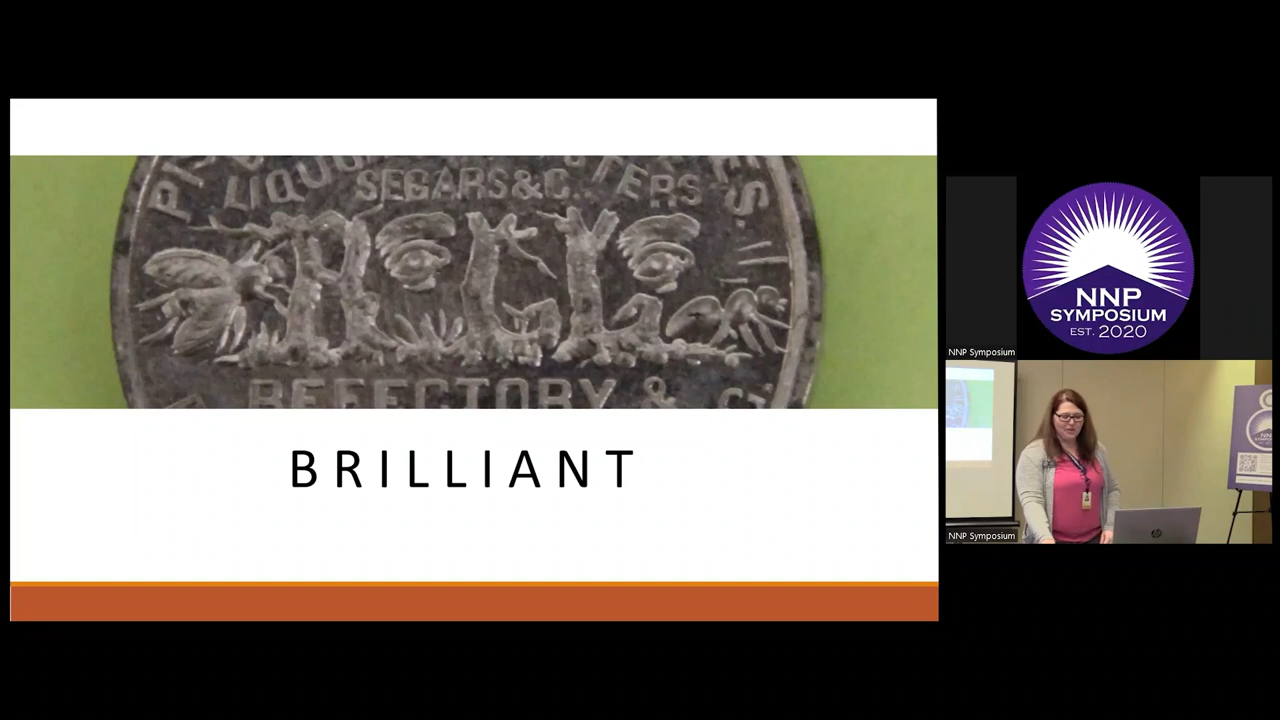 LIQUO
SEGARS&C
REFECTORY &
BRILLIANT
NNP
SYMPOSIUM
EST. 2020
NNP Symposium
NNP Symposium